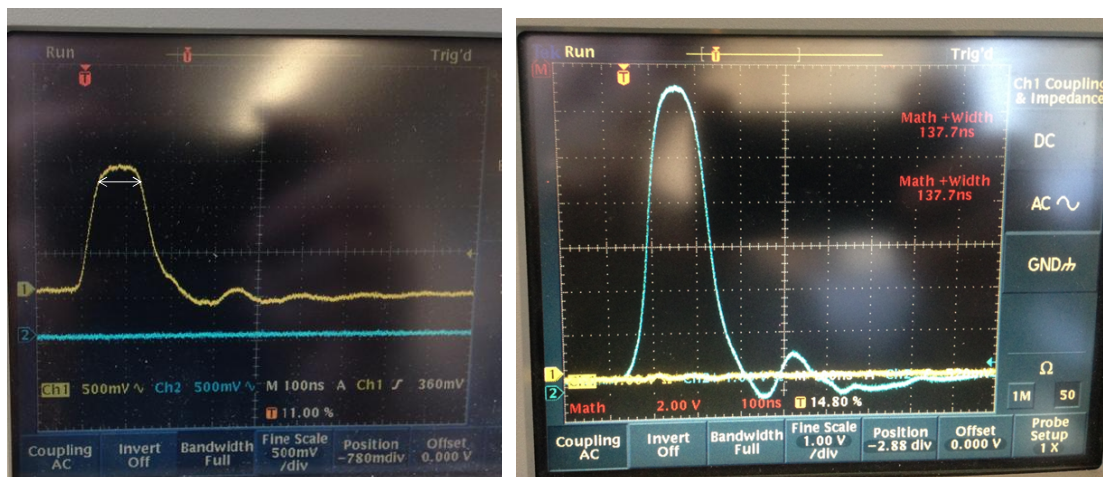 Run
Trig'd
T
T
1
2
Ch1 500mV∿ Ch2 500mV∿ M 100ns A Ch1 ʃ 360mV
T 11.00 %
Coupling
AC
Invert
Off
Bandwidth
Full
Fine Scale
500mV
/div
Position
-780mdiv
Offset
0.000 V
Run
Trig'd
T
M
T
Ch1 Coupling
& Impedance
Math +Width
137.7ns
DC
Math +Width
137.7ns
AC ∿
GND
1
2
Ω
1M 50
Math 2.00 V 100ns T 14.80 %
Coupling
AC
Invert
Off
Bandwidth
Full
Fine Scale
1.00 V
/div
Position
-2.88 div
Offset
0.000 V
Probe
Setup
1 X